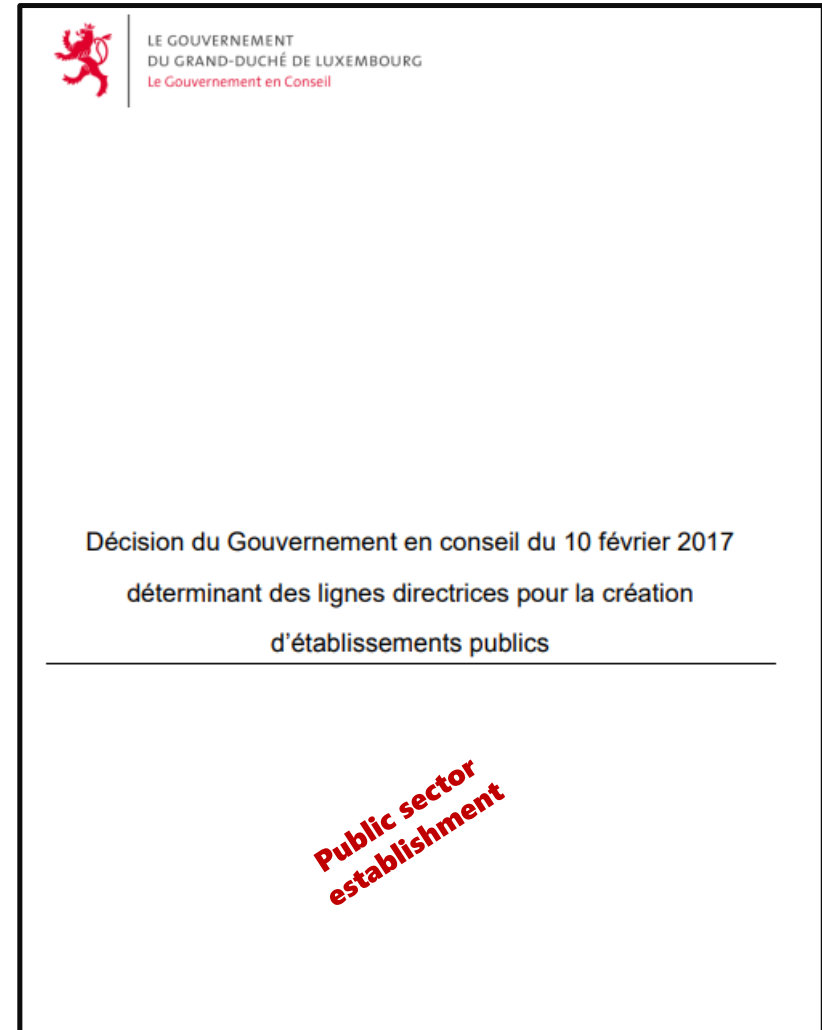 LE GOUVERNEMENT
DU GRAND-DUCHÉ DE LUXEMBOURG
Le Gouvernement en Conseil
Décision du Gouvernement en conseil du 10 février 2017
déterminant des lignes directrices pour la création
d'établissements publics
Public sector
establishment